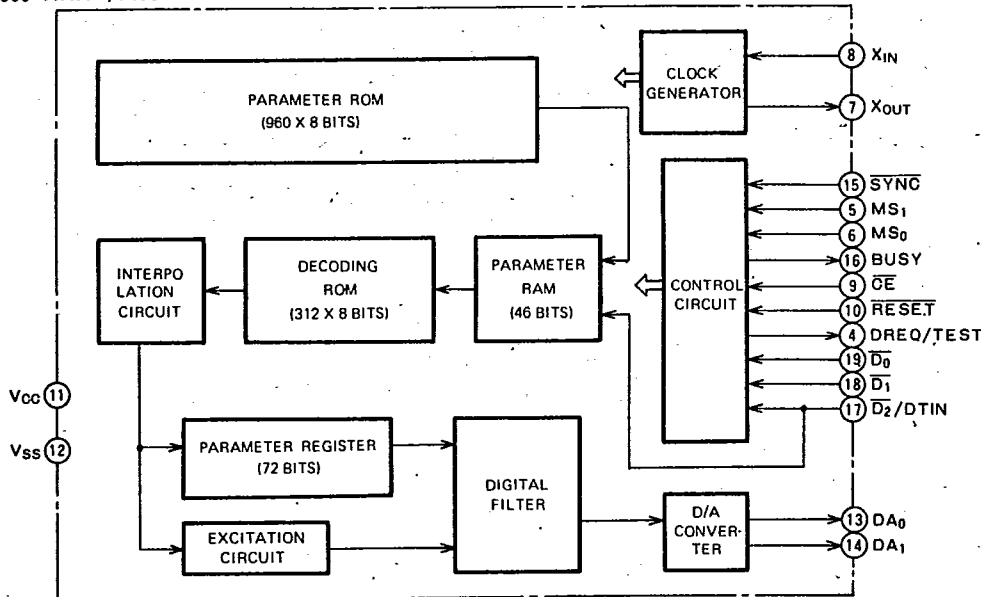 PARAMETER ROM
(960 X 8 BITS)
CLOCK
GENERATOR
8 XIN
7 XOUT
15 SYNC
5 MS1
6 MS0
16 BUSY
9 CE
10 RESET
4 DREQ/TEST
19 D0
18 D1
17 D2/DTIN
CONTROL
CIRCUIT
INTERPO
LATION
CIRCUIT
DECODING
ROM
(312 X 8 BITS)
PARAMETER
RAM
(46 BITS)
VCC 11
VSS 12
PARAMETER REGISTER
(72 BITS)
EXCITATION
CIRCUIT
DIGITAL
FILTER
D/A
CONVER-
TER
13 DA0
14 DA1